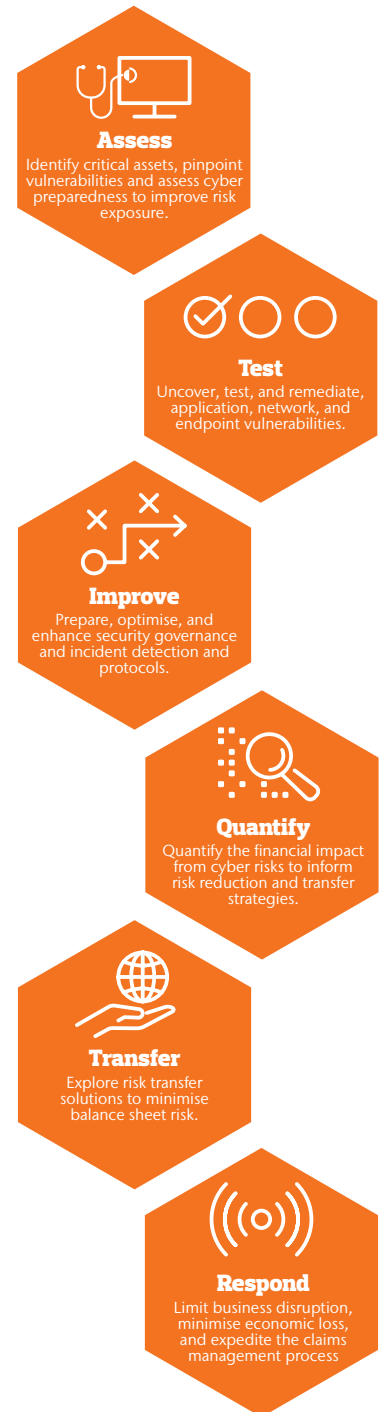 Assess
Identify critical assets, pinpoint
vulnerabilities and assess cyber
preparedness to improve risk
exposure.
Test
Uncover, test, and remediate,
application, network, and
endpoint vulnerabilities.
Improve
Prepare, optimise, and
enhance security governance
and incident detection and
protocols.
Quantify
Quantify the financial impact
from cyber risks to inform
risk reduction and transfer
strategies.
Transfer
Explore risk transfer
solutions to minimise
balance sheet risk.
Respond
Limit business disruption,
minimise economic loss,
and expedite the claims
management process